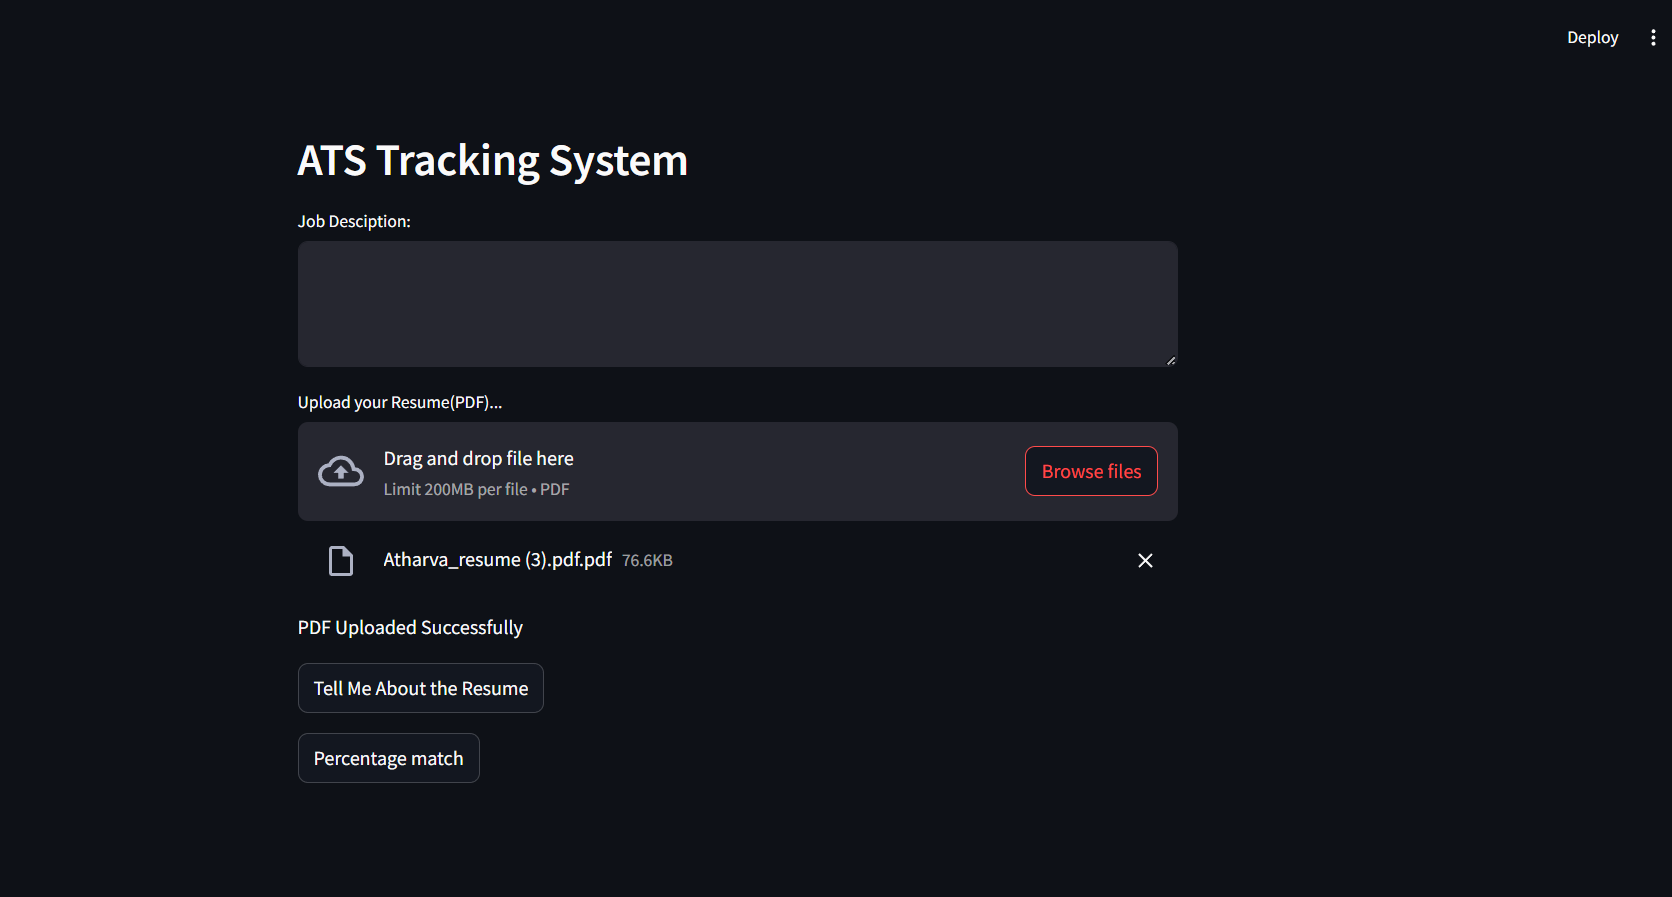 Deploy
ATS Tracking System
Job Desciption:
Upload your Resume(PDF)...
Drag and drop file here
Limit 200MB per file • PDF
Browse files
Atharva_resume (3).pdf.pdf 76.6KB
PDF Uploaded Successfully
Tell Me About the Resume
Percentage match